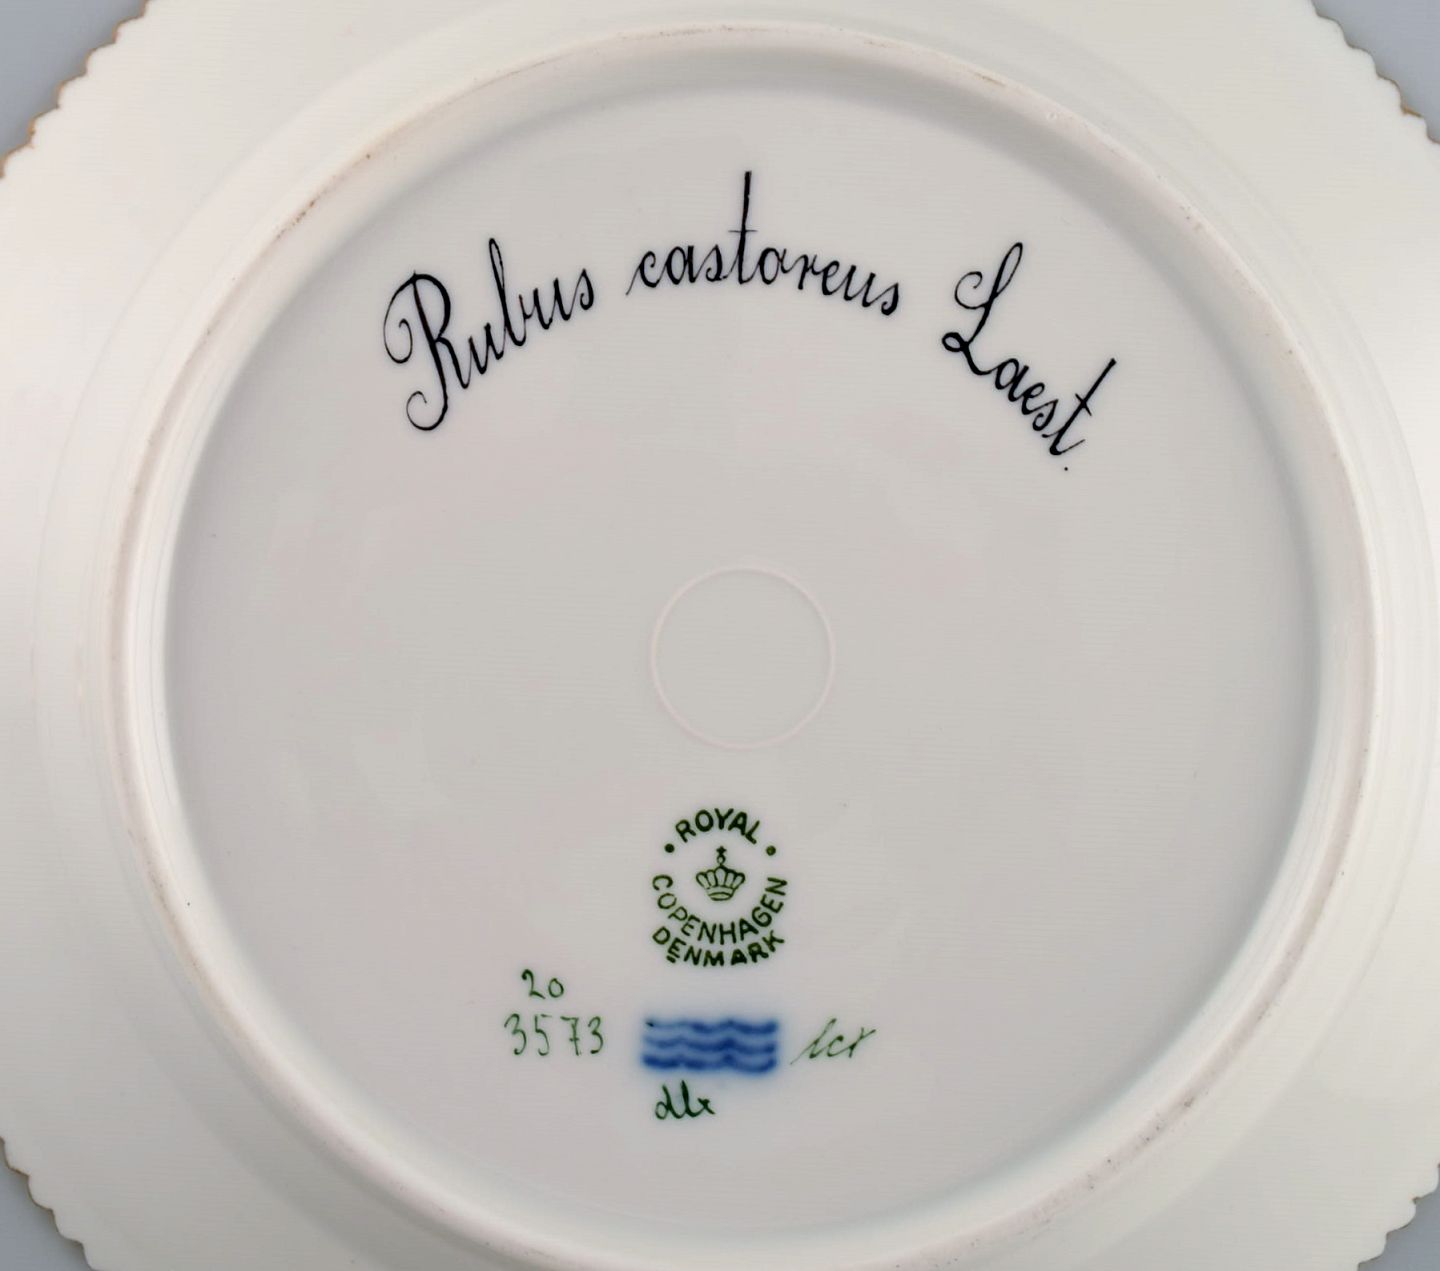 Rubus castoreus Laest.
ROYAL
COPENHAGEN
DENMARK
20
3573